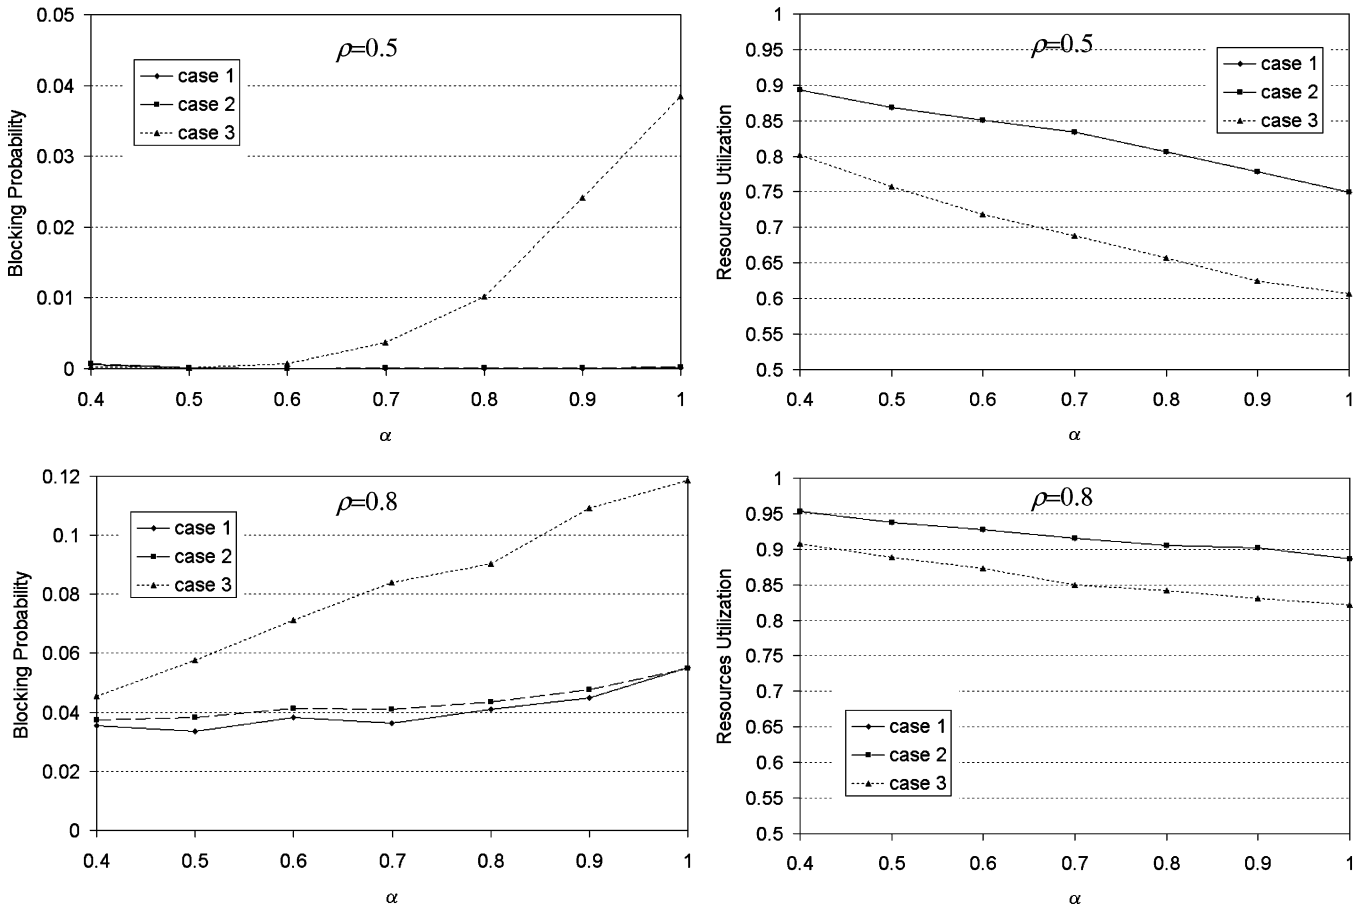 ρ=0.5
Blocking Probability
0.05
0.04
0.03
0.02
0.01
0
case 1
case 2
case 3
0.4 0.5 0.6 0.7 0.8 0.9 1
α
ρ=0.5
Resources Utilization
1
0.95
0.9
0.85
0.8
0.75
0.7
0.65
0.6
0.55
0.5
case 1
case 2
case 3
0.4 0.5 0.6 0.7 0.8 0.9 1
α
ρ=0.8
Blocking Probability
0.12
0.1
0.08
0.06
0.04
0.02
0
case 1
case 2
case 3
0.4 0.5 0.6 0.7 0.8 0.9 1
α
ρ=0.8
Resources Utilization
1
0.95
0.9
0.85
0.8
0.75
0.7
0.65
0.6
0.55
0.5
case 1
case 2
case 3
0.4 0.5 0.6 0.7 0.8 0.9 1
α